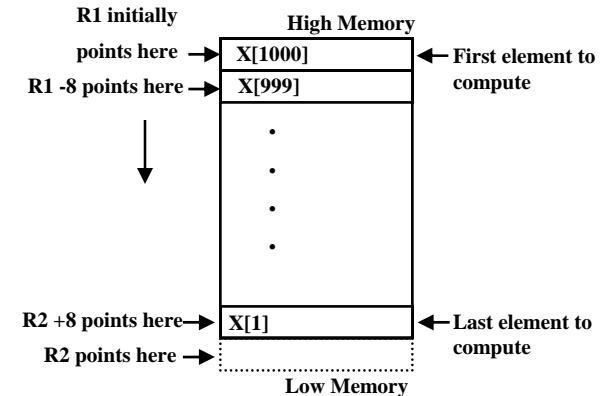 R1 initially
points here
High Memory
X[1000]
First element to
compute
R1 -8 points here
X[999]
R2 +8 points here
X[1]
Last element to
compute
R2 points here
Low Memory